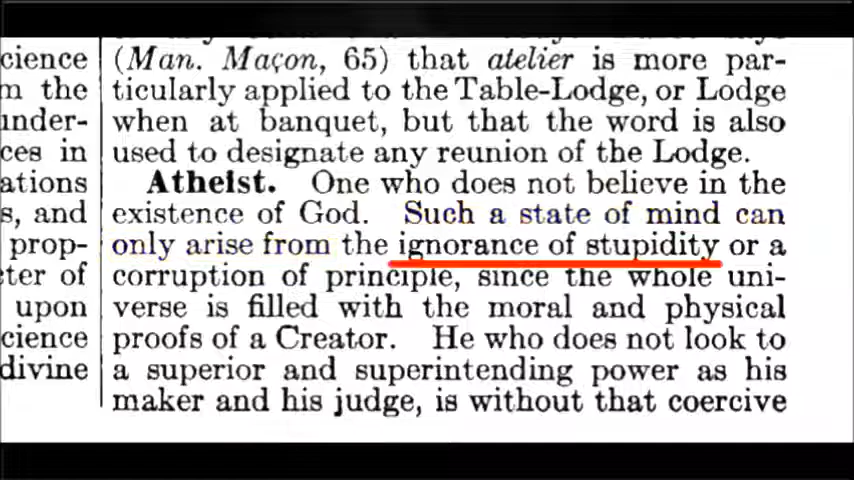 cience
(Man. Maçon, 65) that atelier is more par-
m the
ticularly applied to the Table-Lodge, or Lodge
inder-
when at banquet, but that the word is also
ces in
used to designate any reunion of the Lodge.
ations
Atheist. One who does not believe in the
s, and
existence of God. Such a state of mind can
prop-
only arise from the ignorance of stupidity or a
ter of
corruption of principle, since the whole uni-
upon
verse is filled with the moral and physical
cience
proofs of a Creator. He who does not look to
divine
a superior and superintending power as his
maker and his judge, is without that coercive